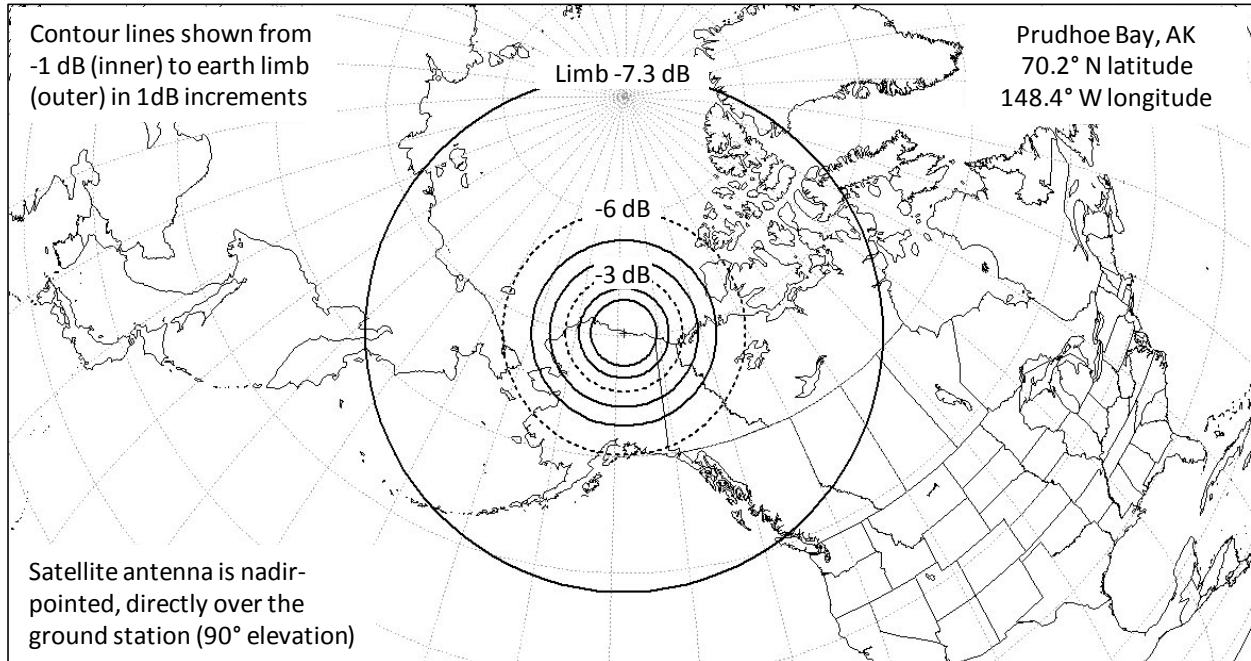 Contour lines shown from
-1 dB (inner) to earth limb
(outer) in 1dB increments
Limb -7.3 dB
Prudhoe Bay, AK
70.2° N latitude
148.4° W longitude
-6 dB
-3 dB
Satellite antenna is nadir-
pointed, directly over the
ground station (90° elevation)